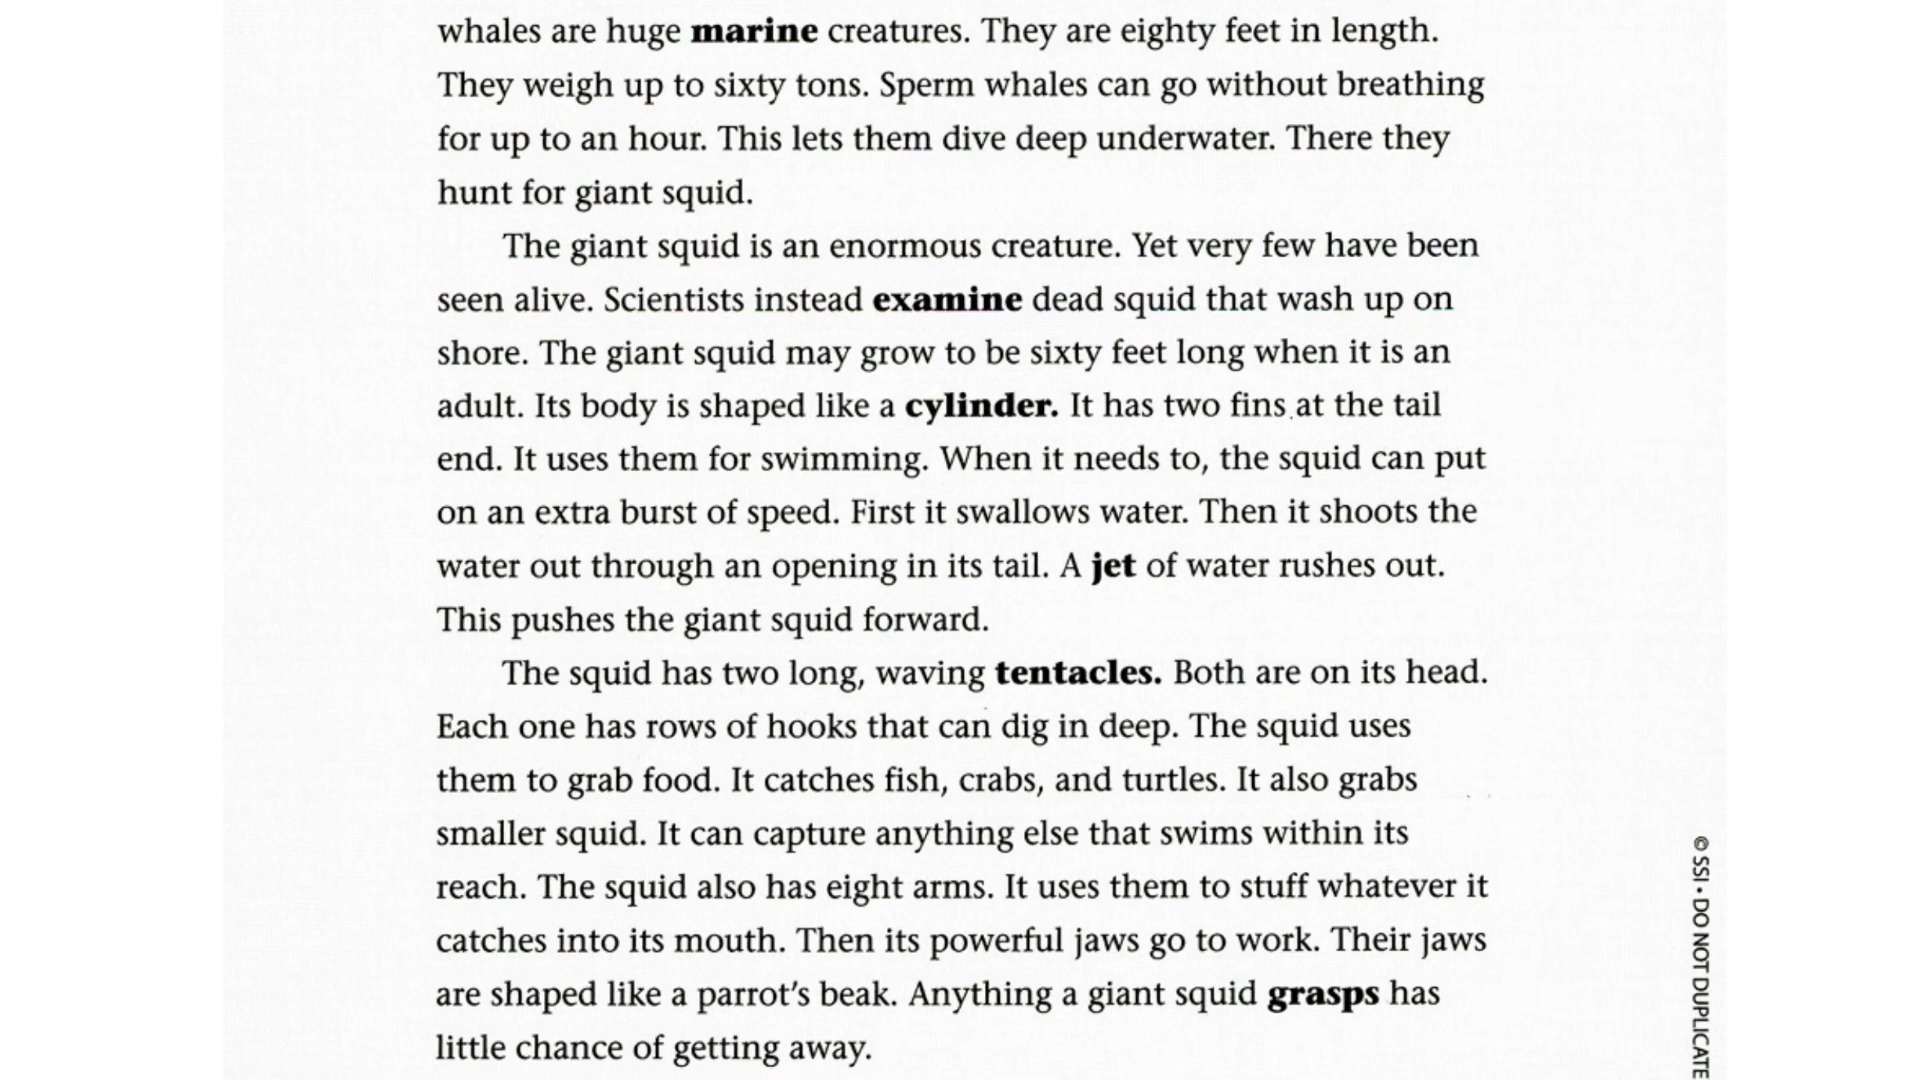 whales are huge marine creatures. They are eighty feet in length.
They weigh up to sixty tons. Sperm whales can go without breathing
for up to an hour. This lets them dive deep underwater. There they
hunt for giant squid.
The giant squid is an enormous creature. Yet very few have been
seen alive. Scientists instead examine dead squid that wash up on
shore. The giant squid may grow to be sixty feet long when it is an
adult. Its body is shaped like a cylinder. It has two fins at the tail
end. It uses them for swimming. When it needs to, the squid can put
on an extra burst of speed. First it swallows water. Then it shoots the
water out through an opening in its tail. A jet of water rushes out.
This pushes the giant squid forward.
The squid has two long, waving tentacles. Both are on its head.
Each one has rows of hooks that can dig in deep. The squid uses
them to grab food. It catches fish, crabs, and turtles. It also grabs
smaller squid. It can capture anything else that swims within its
reach. The squid also has eight arms. It uses them to stuff whatever it
catches into its mouth. Then its powerful jaws go to work. Their jaws
are shaped like a parrot's beak. Anything a giant squid grasps has
little chance of getting away.
© SSI • DO NOT DUPLICATE